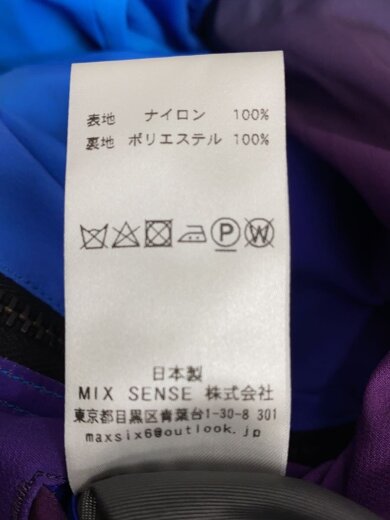 表地 ナイロン 100%
裏地 ポリエステル 100%
P W
日本製
MIX SENSE 株式会社
東京都目黒区青葉台1-30-8 301
maxsix6@outlook.jp